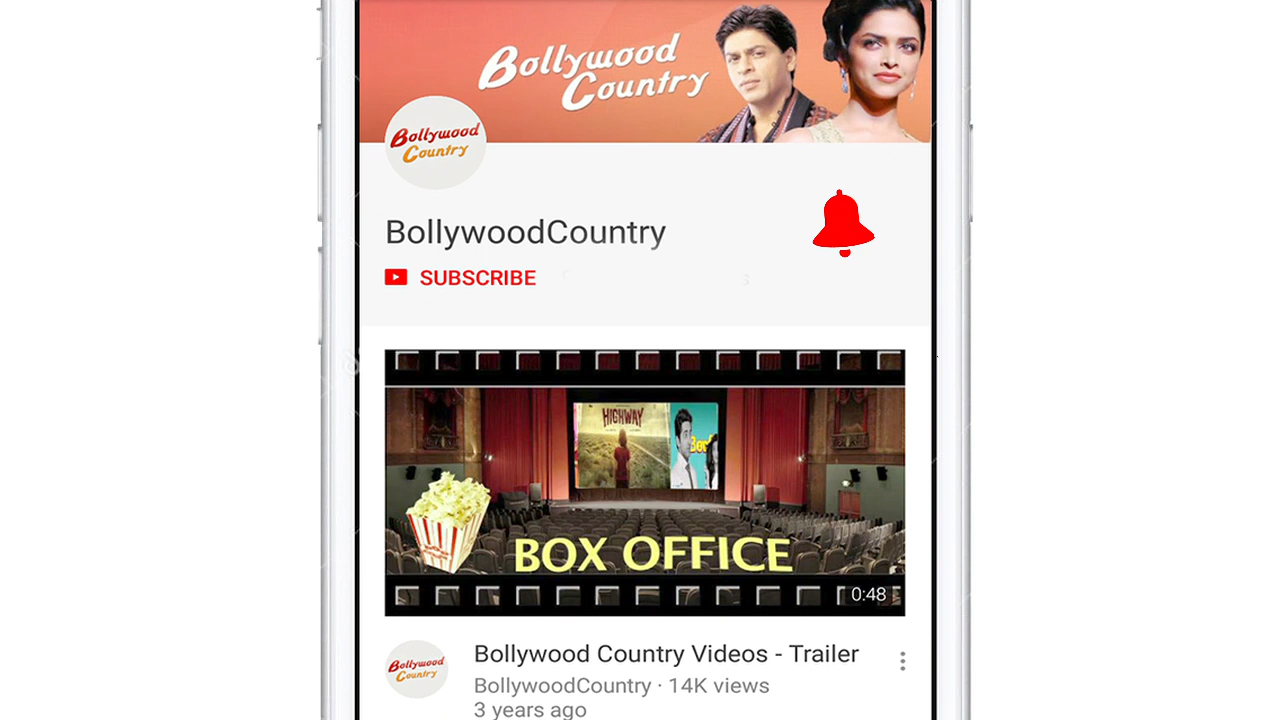 Bollywood
Country
Bollywood
Country
BollywoodCountry
SUBSCRIBE
HIGHWAY
BOX OFFICE
0:48
Bollywood Country Videos - Trailer
Bollywood
Country
BollywoodCountry · 14K views
3 years ago